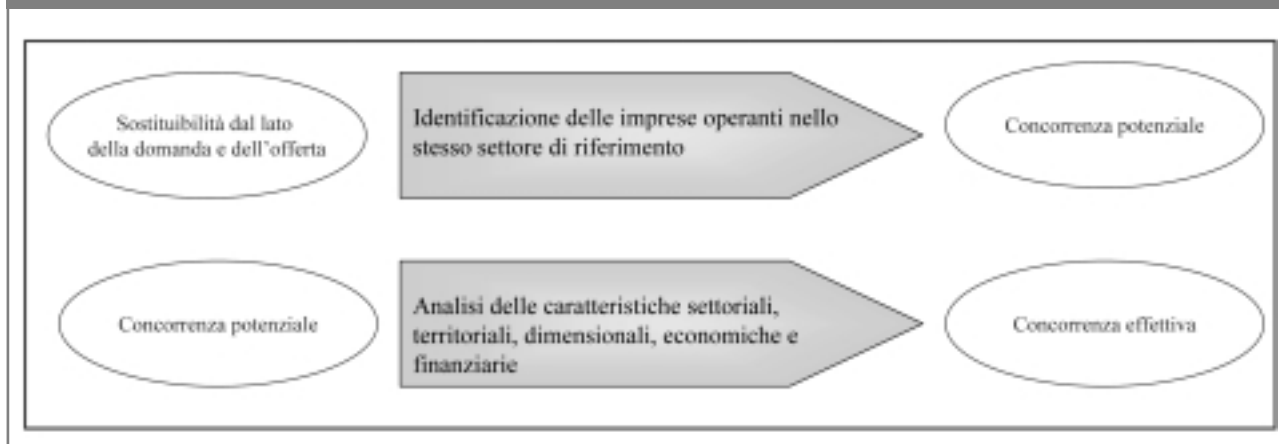 Sostituibilità dal lato
della domanda e dell'offerta
Identificazione delle imprese operanti nello
stesso settore di riferimento
Concorrenza potenziale
Concorrenza potenziale
Analisi delle caratteristiche settoriali,
territoriali, dimensionali, economiche e
finanziarie
Concorrenza effettiva